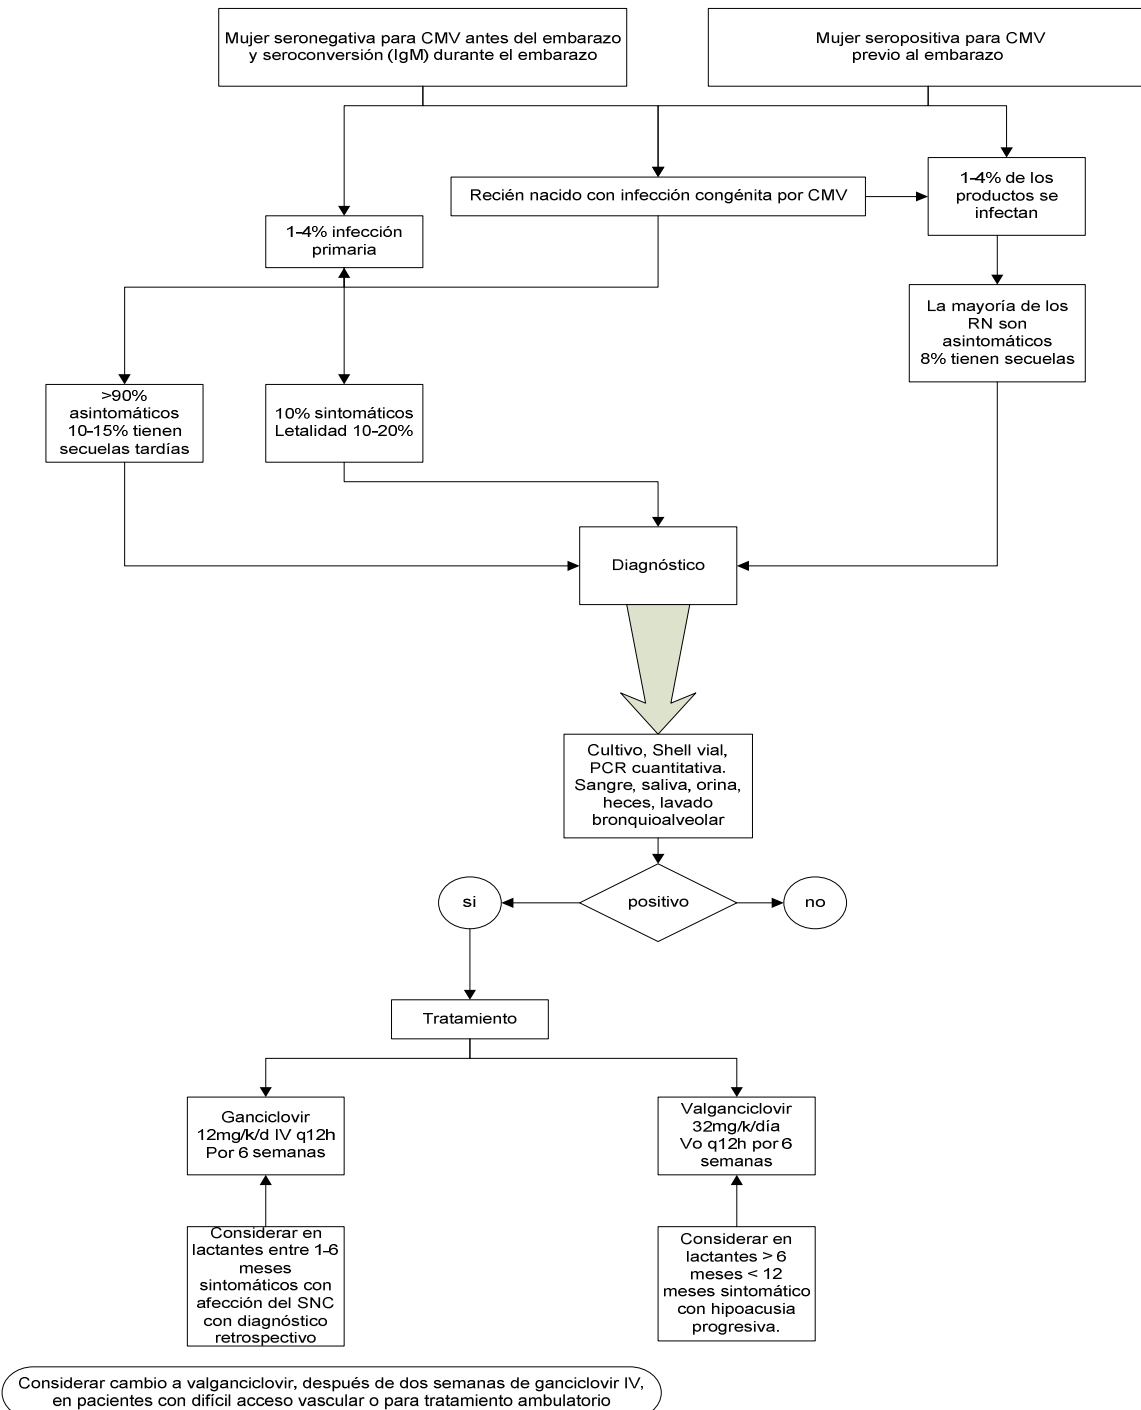 Mujer seronegativa para CMV antes del embarazo
y seroconversión (IgM) durante el embarazo
Mujer seropositiva para CMV
previo al embarazo
Recién nacido con infección congénita por CMV
1-4% de los
productos se
infectan
1-4% infección
primaria
La mayoría de los
RN son
asintomáticos
8% tienen secuelas
>90%
asintomáticos
10-15% tienen
secuelas tardías
10% sintomáticos
Letalidad 10-20%
Diagnóstico
Cultivo, Shell vial,
PCR cuantitativa.
Sangre, saliva, orina,
heces, lavado
bronquioalveolar
si
positivo
no
Tratamiento
Ganciclovir
12mg/k/d IV q12h
Por 6 semanas
Valganciclovir
32mg/k/día
Vo q12h por 6
semanas
Considerar en
lactantes entre 1-6
meses
sintomáticos con
afección del SNC
con diagnóstico
retrospectivo
Considerar en
lactantes > 6
meses < 12
meses sintomático
con hipoacusia
progresiva.
Considerar cambio a valganciclovir, después de dos semanas de ganciclovir IV,
en pacientes con difícil acceso vascular o para tratamiento ambulatorio